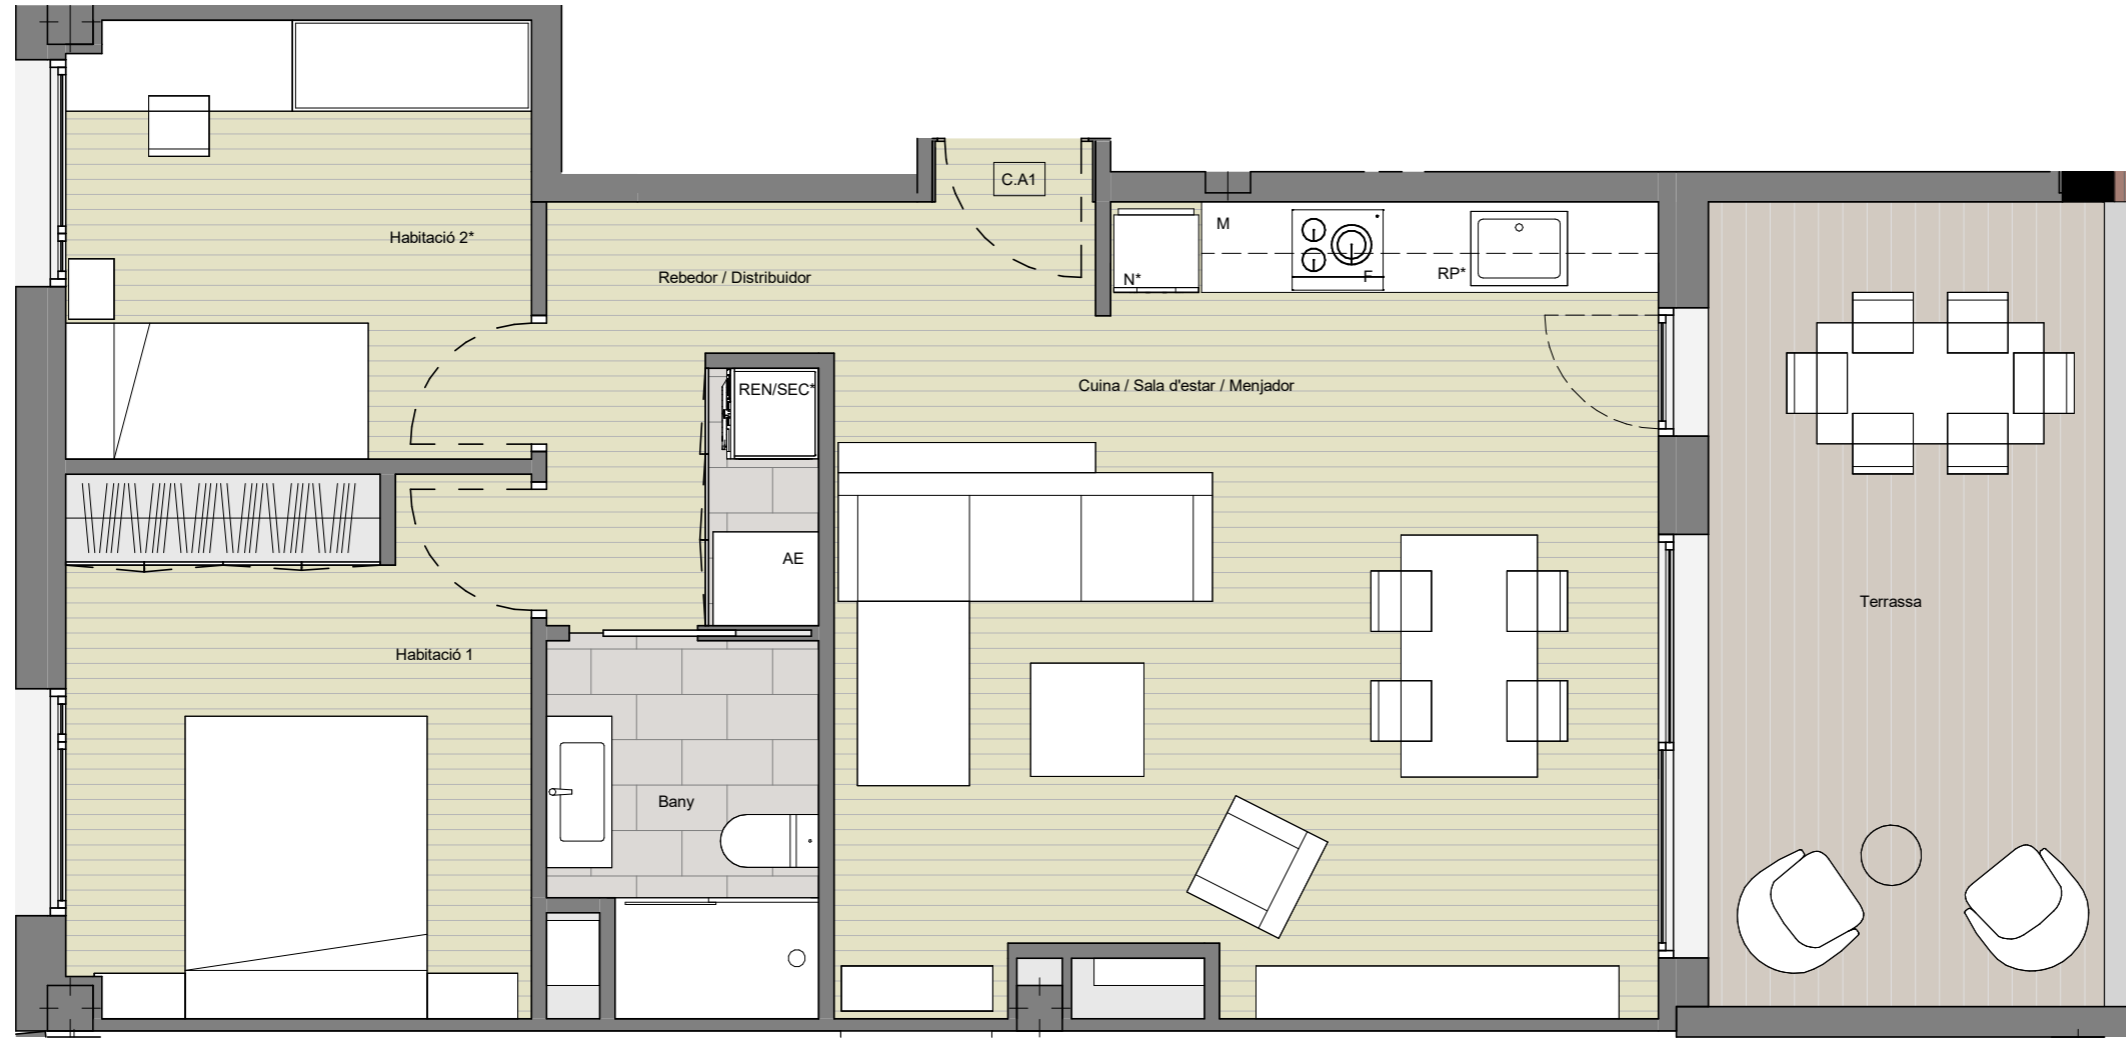 C.A1
M
Habitació 2*
Rebedor / Distribuidor
N*
F
RP*
REN/SEC*
Cuina / Sala d'estar / Menjador
AE
Terrassa
Habitació 1
Bany